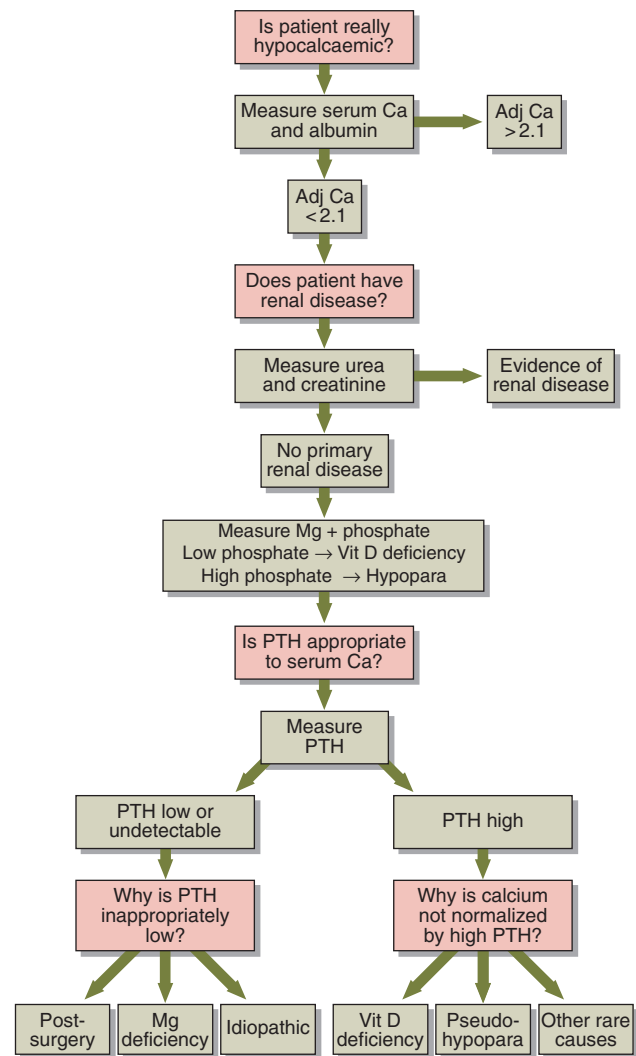 Is patient really
hypocalcaemic?
Measure serum Ca
and albumin
Adj Ca
>2.1
Adj Ca
<2.1
Does patient have
renal disease?
Measure urea
and creatinine
Evidence of
renal disease
No primary
renal disease
Measure Mg + phosphate
Low phosphate → Vit D deficiency
High phosphate → Hypopara
Is PTH appropriate
to serum Ca?
Measure
PTH
PTH low or
undetectable
PTH high
Why is PTH
inappropriately
low?
Why is calcium
not normalized
by high PTH?
Post-
surgery
Mg
deficiency
Idiopathic
Vit D
deficiency
Pseudo-
hypopara
Other rare
causes